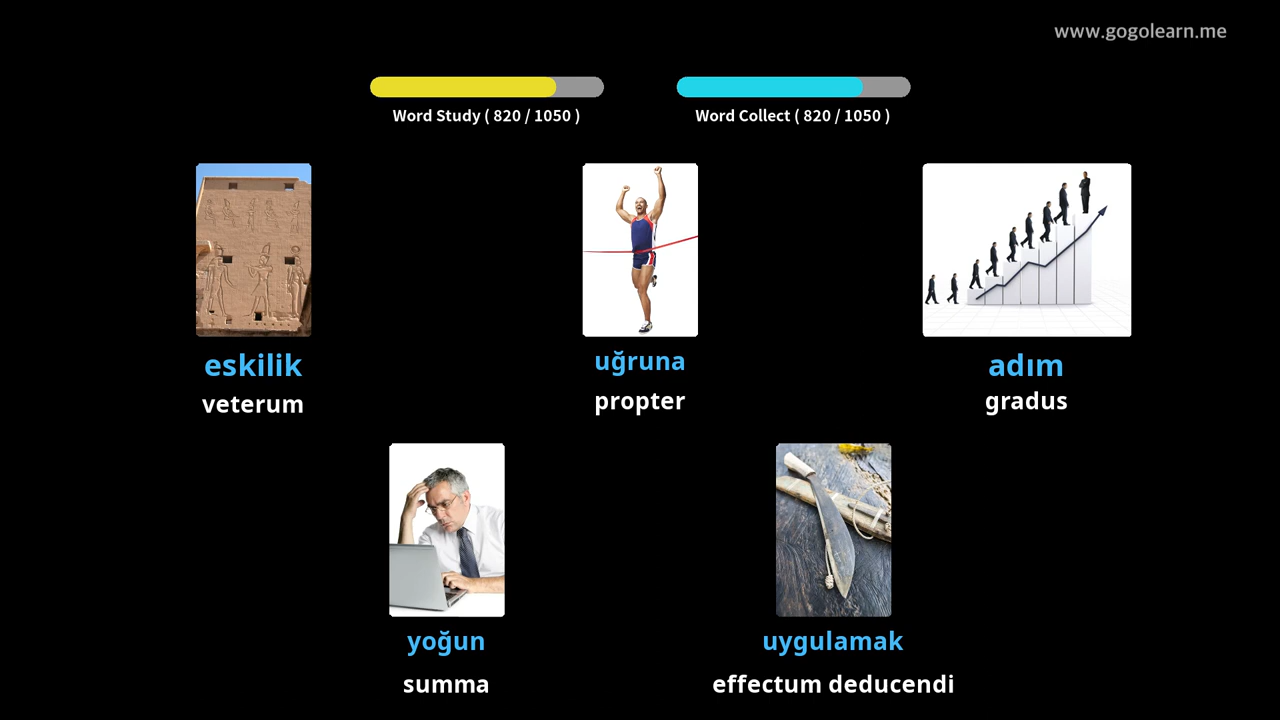 www.gogolearn.me
Word Study ( 820 / 1050 )
Word Collect ( 820 / 1050 )
eskilik
veterum
uğruna
propter
adım
gradus
yoğun
summa
uygulamak
effectum deducendi